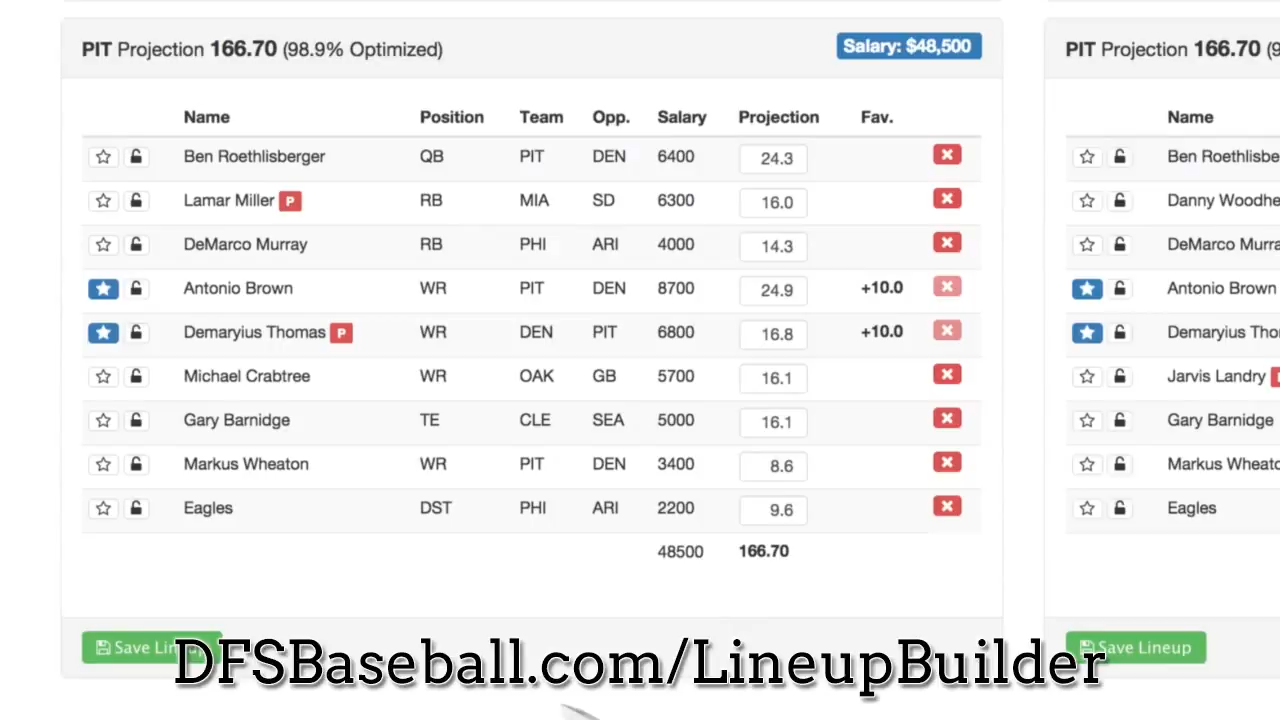 PIT Projection 166.70 (98.9% Optimized) Salary: $48,500
Name Position Team Opp. Salary Projection Fav.
Ben Roethlisberger QB PIT DEN 6400 24.3
Lamar Miller P RB MIA SD 6300 16.0
DeMarco Murray RB PHI ARI 4000 14.3
Antonio Brown WR PIT DEN 8700 24.9 +10.0
Demaryius Thomas P WR DEN PIT 6800 16.8 +10.0
Michael Crabtree WR OAK GB 5700 16.1
Gary Barnidge TE CLE SEA 5000 16.1
Markus Wheaton WR PIT DEN 3400 8.6
Eagles DST PHI ARI 2200 9.6
48500 166.70
Save
PIT Projection 166.70 (9
Name
Ben Roethlisbe
Danny Woodhe
DeMarco Murra
Antonio Brown
Demaryius Tho
Jarvis Landry
Gary Barnidge
Markus Wheato
Eagles
Save Lineup
DFSBaseball.com/LineupBuilder